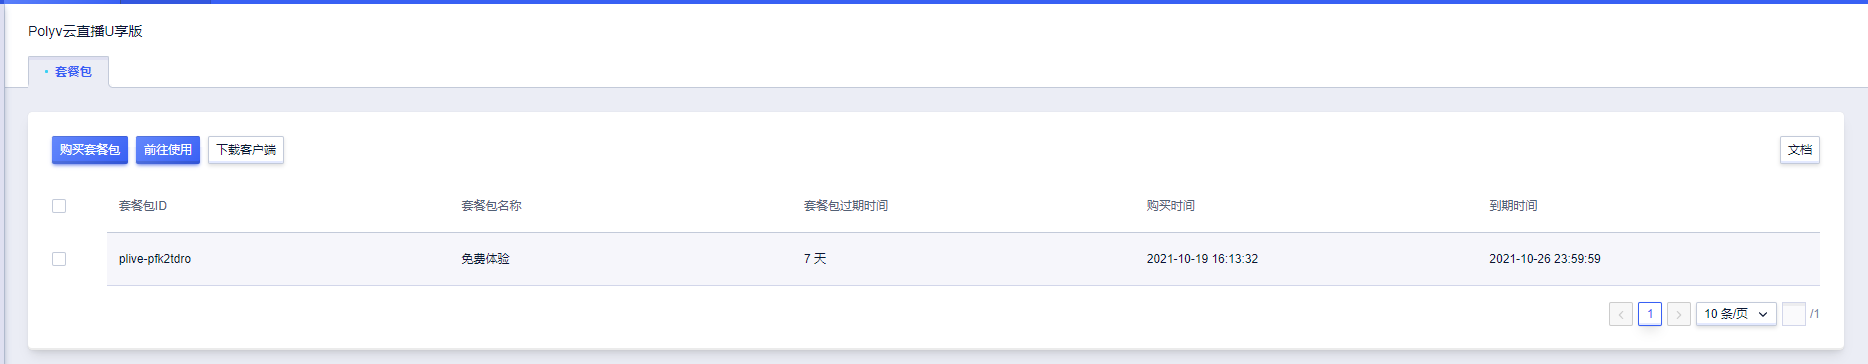 Polyv云直播U享版
套餐包
购买套餐包 前往使用 下载客户端 文档
套餐包ID 套餐包名称 套餐包过期时间 购买时间 到期时间
plive-pfk2tdro 免费体验 7 天 2021-10-19 16:13:32 2021-10-26 23:59:59
1 10 条/页 /1